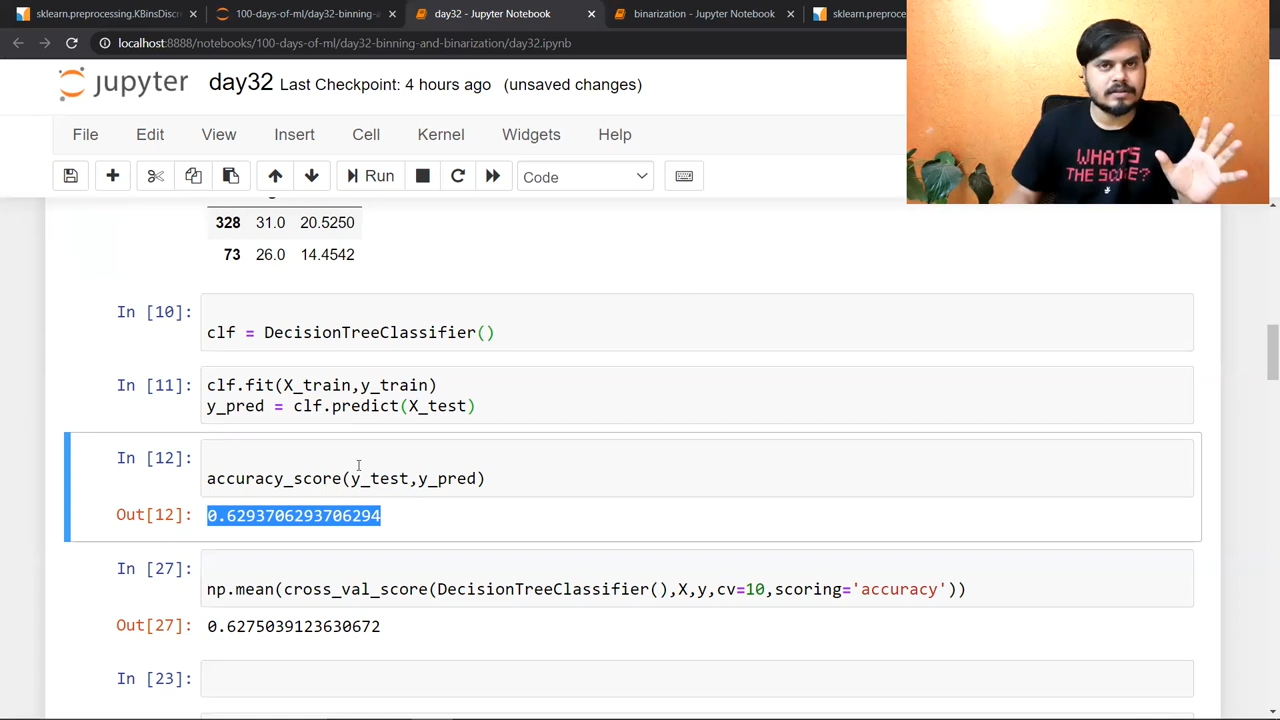 sklearn.preprocessing.KBinsDiscr
100-days-of-ml/day32-binning-a
day32 - Jupyter Notebook
binarization - Jupyter Notebook
sklearn.preproce
localhost:8888/notebooks/100-days-of-ml/day32-binning-and-binarization/day32.ipynb
jupyter day32 Last Checkpoint: 4 hours ago (unsaved changes)
WHAT'S
THE SCORE?
File Edit View Insert Cell Kernel Widgets Help
Run Code
328 31.0 20.5250
73 26.0 14.4542
In [10]:
clf = DecisionTreeClassifier()
In [11]: clf.fit(X_train,y_train)
y_pred = clf.predict(X_test)
In [12]:
accuracy_score(y_test,y_pred)
Out[12]: 0.6293706293706294
In [27]:
np.mean(cross_val_score(DecisionTreeClassifier(),X,y,cv=10,scoring='accuracy'))
Out[27]: 0.6275039123630672
In [23]: